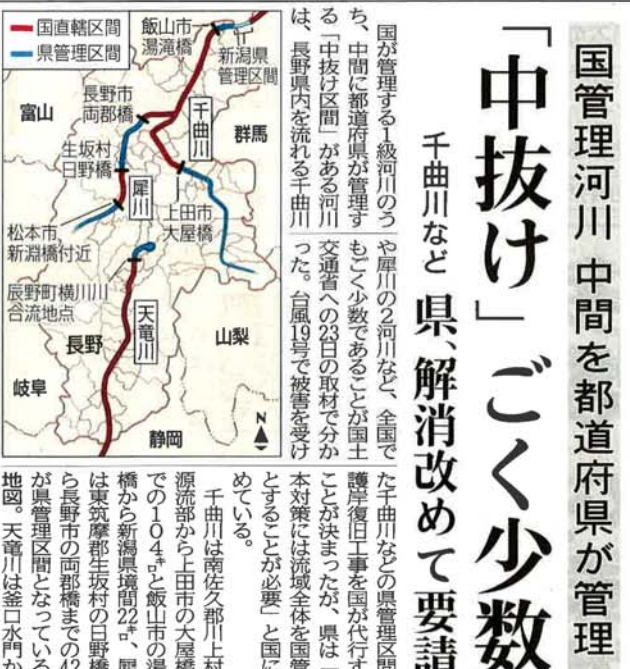 国管理河川 中間を都道府県が管理
「中抜け」ごく少数
千曲川など 県、解消改めて要請
国が管理する1級河川のう
ち、中間に都道府県が管理す
る「中抜け区間」がある河川
は、長野県内を流れる千曲川
や犀川の2河川など、全国で
もごく少数であることが国土
交通省への23日の取材で分か
った。台風19号で被害を受け
た千曲川などの県管理区間
護岸復旧工事を国が代行す
ことが決まったが、県は「
本対策には流域全体を国管
とすることが必要」と国に
めている。
千曲川は南佐久郡川上村
源流部から上田市の大屋橋
での104㌔と飯山市の湯
橋から新潟県境間22㌔、犀
は東筑摩郡生坂村の日野橋
ら長野市の両郡橋までの42
が県管理区間となっている
地図。天竜川は釜口水門か
国直轄区間
県管理区間
飯山市
湯滝橋
新潟県
管理区間
長野市
両郡橋
富山
千曲川
群馬
生坂村
日野橋
犀川
上田市
大屋橋
松本市
新淵橋付近
辰野町横川川
合流地点
天竜川
長野
山梨
岐阜
静岡
N